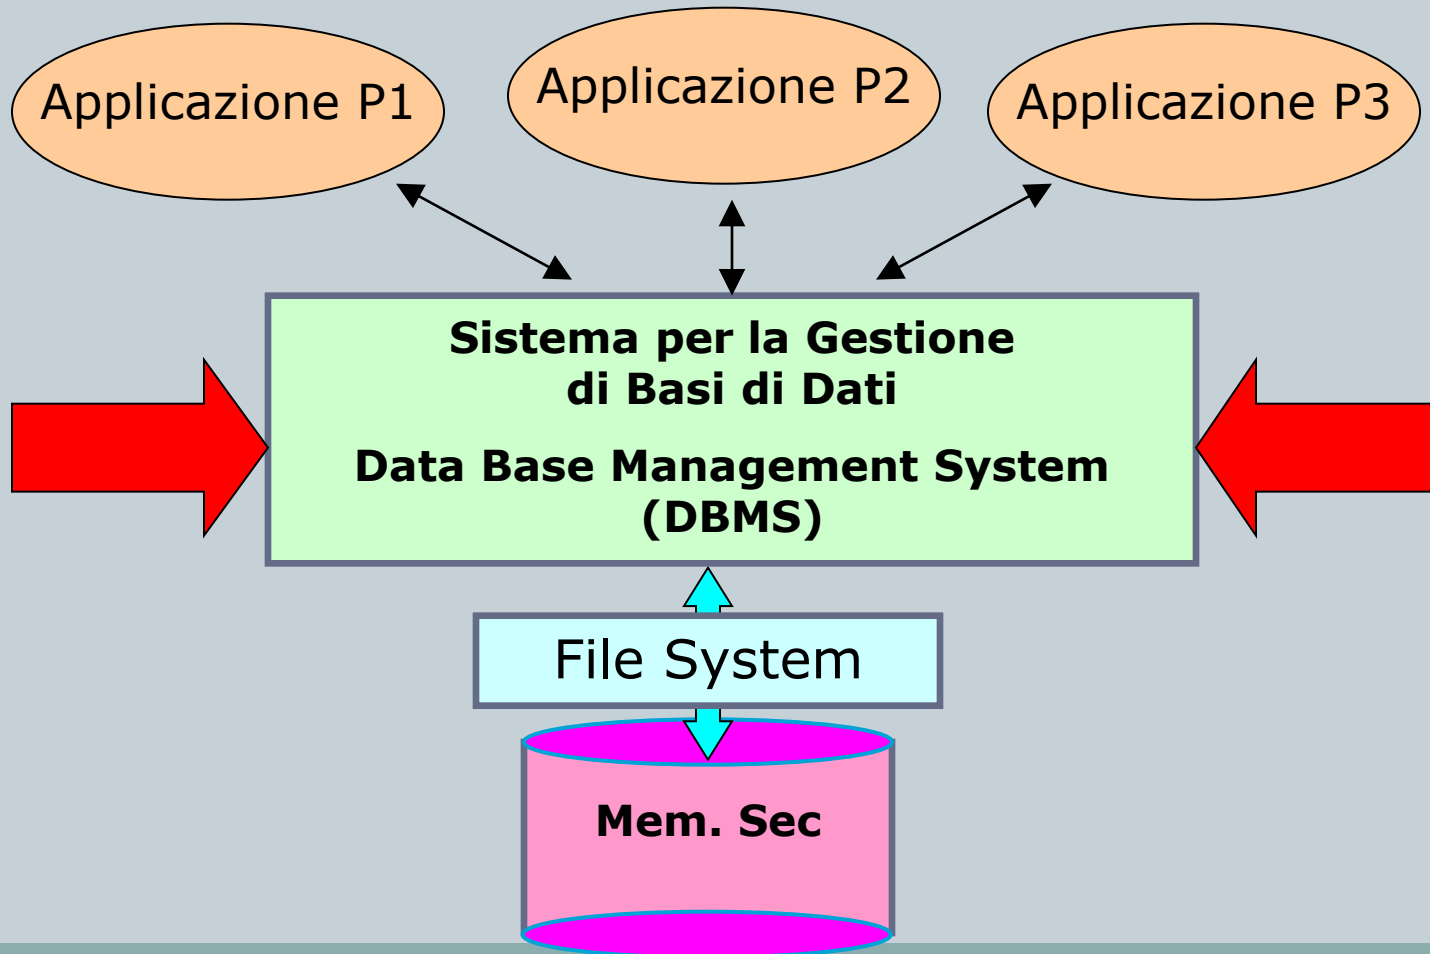 Applicazione P1
Applicazione P2
Applicazione P3
Sistema per la Gestione
di Basi di Dati
Data Base Management System
(DBMS)
File System
Mem. Sec